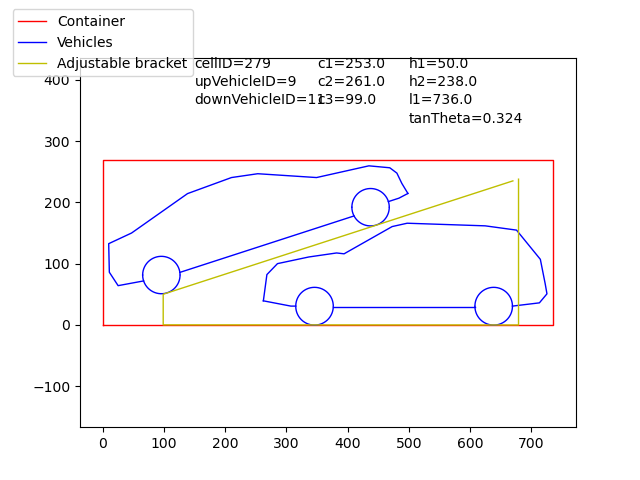 Container
Vehicles
Adjustable bracket
cellID=279 c1=253.0 h1=50.0
upVehicleID=9 c2=261.0 h2=238.0
downVehicleID=11 c3=99.0 l1=736.0
tanTheta=0.324
400
300
200
100
0
−100
0 100 200 300 400 500 600 700